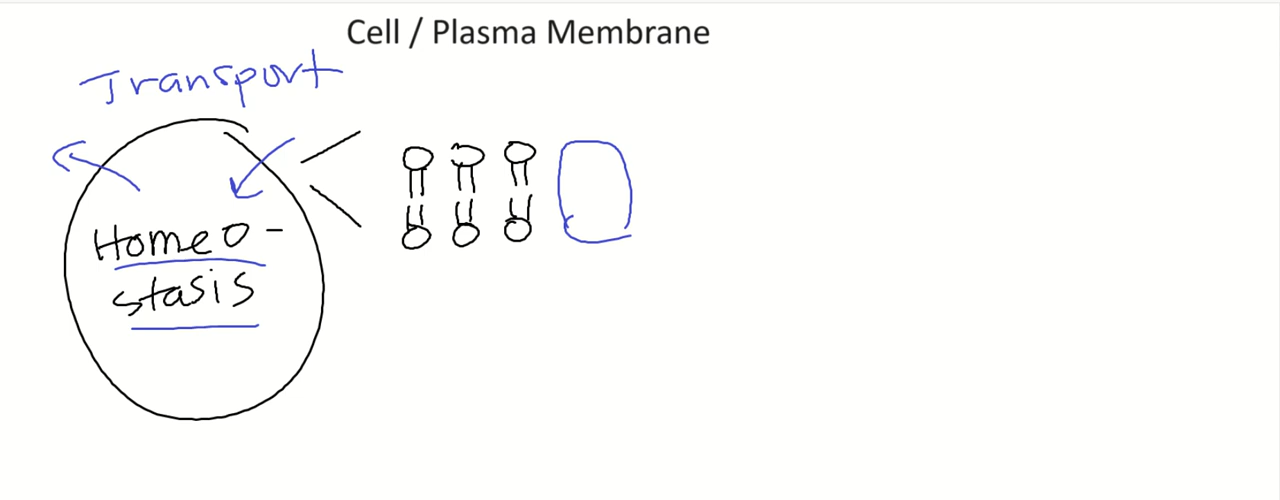 Cell / Plasma Membrane
Transport
Homeo-
stasis